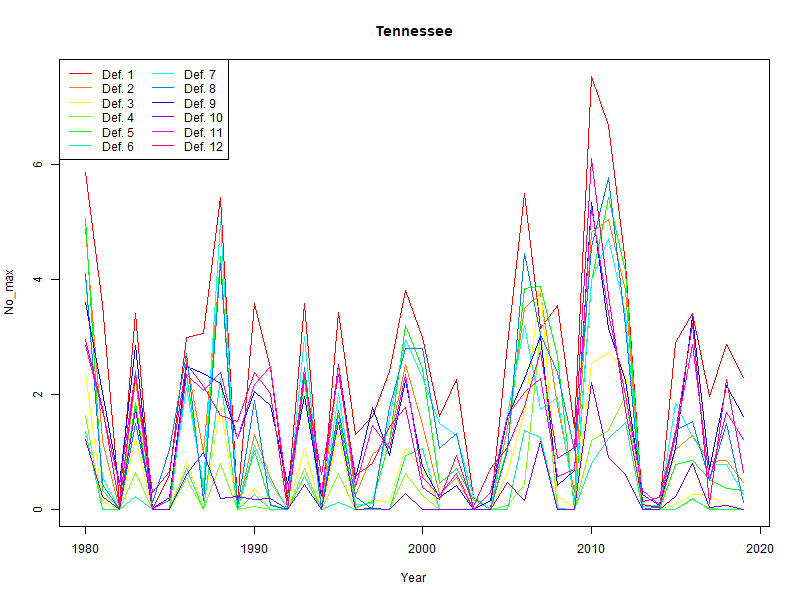 Tennessee
Def. 1 Def. 7
Def. 2 Def. 8
Def. 3 Def. 9
Def. 4 Def. 10
Def. 5 Def. 11
Def. 6 Def. 12
No_max
6
4
2
0
1980 1990 2000 2010 2020
Year